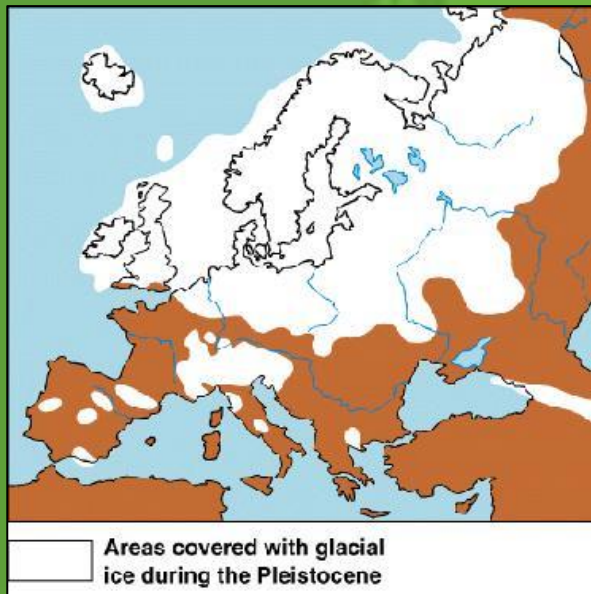 Areas covered with glacial
ice during the Pleistocene